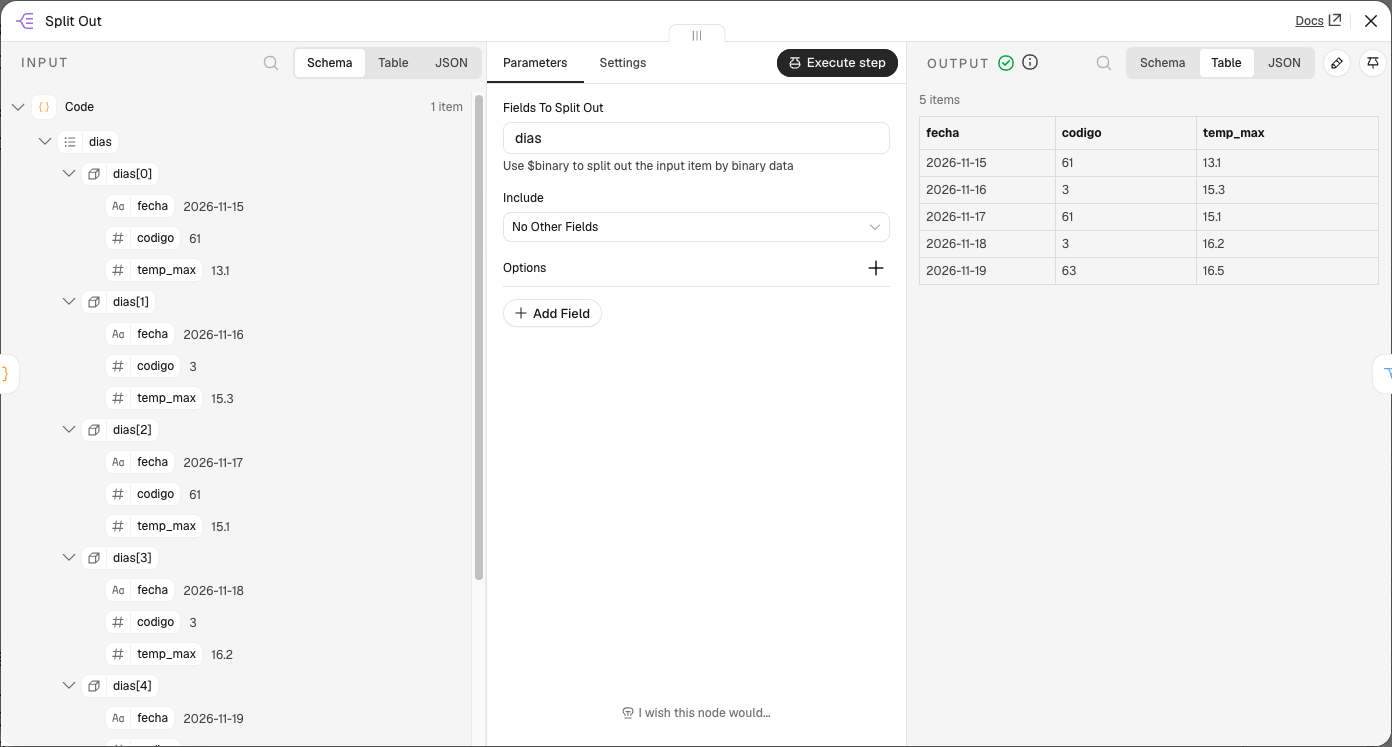 Split Out
Docs
INPUT
Schema
Table
JSON
Code
1 item
dias
dias[0]
Aa fecha 2026-11-15
# codigo 61
# temp_max 13.1
dias[1]
Aa fecha 2026-11-16
# codigo 3
# temp_max 15.3
dias[2]
Aa fecha 2026-11-17
# codigo 61
# temp_max 15.1
dias[3]
Aa fecha 2026-11-18
# codigo 3
# temp_max 16.2
dias[4]
Aa fecha 2026-11-19
Parameters
Settings
Execute step
Fields To Split Out
dias
Use $binary to split out the input item by binary data
Include
No Other Fields
Options
Add Field
I wish this node would...
OUTPUT
Schema
Table
JSON
5 items
fecha codigo temp_max
2026-11-15 61 13.1
2026-11-16 3 15.3
2026-11-17 61 15.1
2026-11-18 3 16.2
2026-11-19 63 16.5